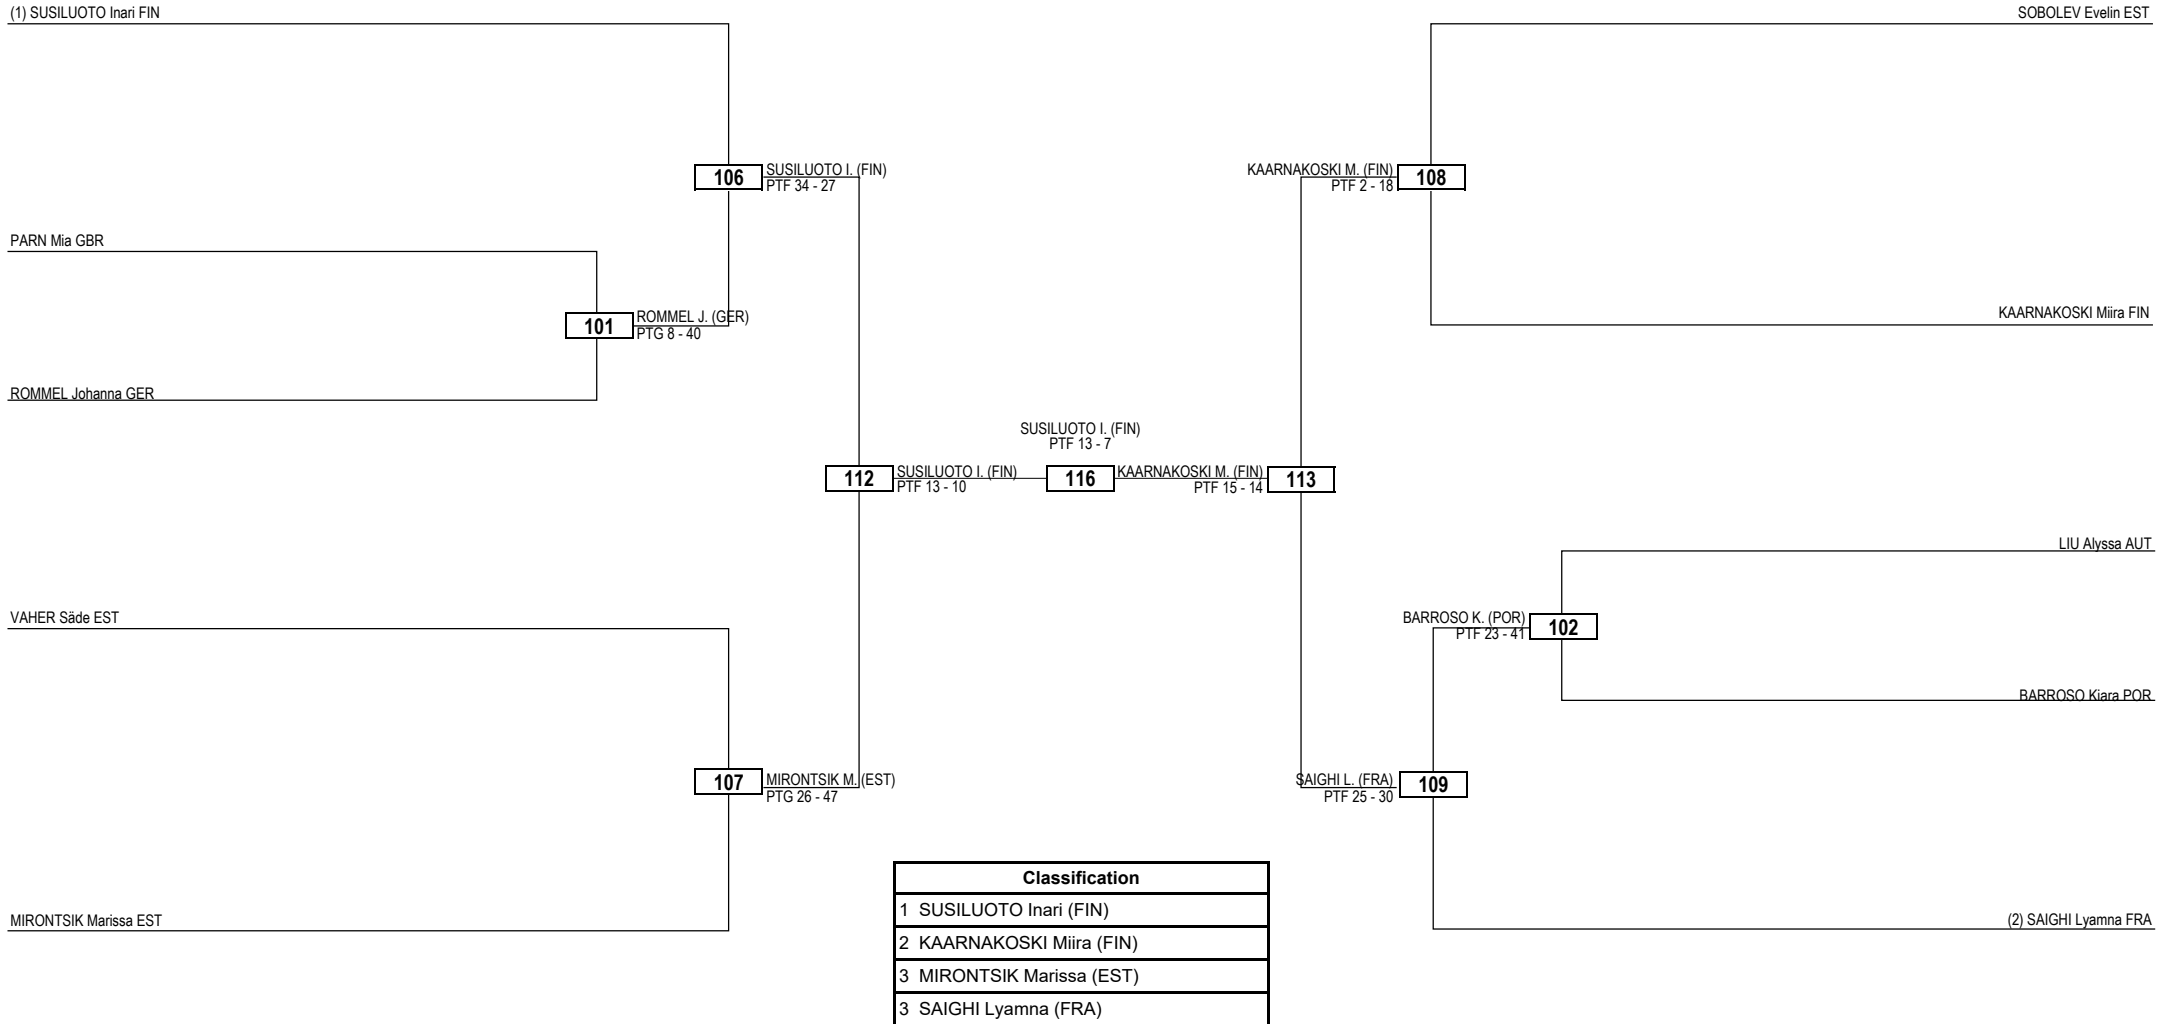 (1) SUSILUOTO Inari FIN
SOBOLEV Evelin EST
106
SUSILUOTO I. (FIN)
PTF 34 - 27
KAARNAKOSKI M. (FIN)
PTF 2 - 18
108
PARN Mia GBR
101
ROMMEL J. (GER)
PTG 8 - 40
KAARNAKOSKI Miira FIN
ROMMEL Johanna GER
SUSILUOTO I. (FIN)
PTF 13 - 7
112
SUSILUOTO I. (FIN)
PTF 13 - 10
116
KAARNAKOSKI M. (FIN)
PTF 15 - 14
113
LIU Alyssa AUT
VAHER Säde EST
BARROSO K. (POR)
PTF 23 - 41
102
BARROSO Kiara POR
107
MIRONTSIK M. (EST)
PTG 26 - 47
SAIGHI L. (FRA)
PTF 25 - 30
109
MIRONTSIK Marissa EST
(2) SAIGHI Lyamna FRA
Classification
1 SUSILUOTO Inari (FIN)
2 KAARNAKOSKI Miira (FIN)
3 MIRONTSIK Marissa (EST)
3 SAIGHI Lyamna (FRA)